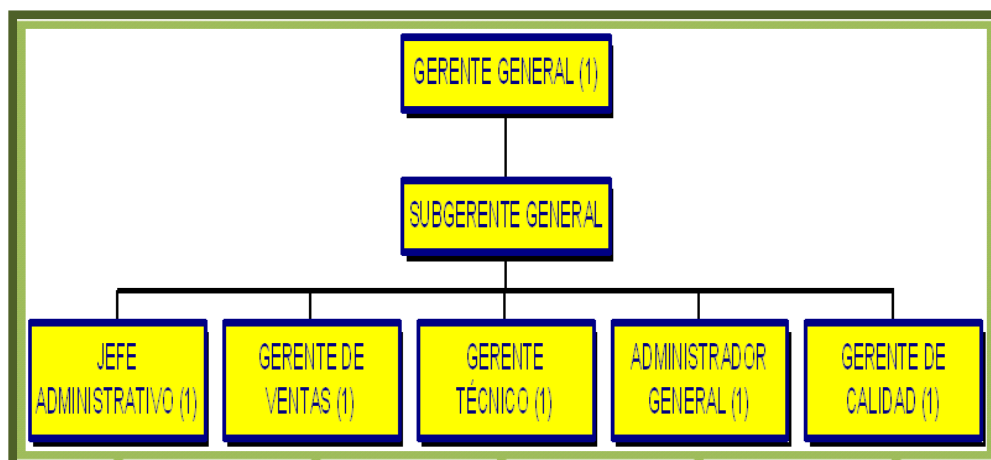 GERENTE GENERAL (1)
SUBGERENTE GENERAL
JEFE
ADMINISTRATIVO (1)
GERENTE DE
VENTAS (1)
GERENTE
TÉCNICO (1)
ADMINISTRADOR
GENERAL (1)
GERENTE DE
CALIDAD (1)